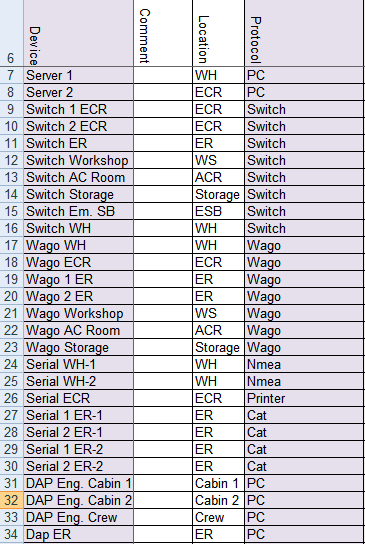 6 Device Comment Location Protocol
7 Server 1 WH PC
8 Server 2 ECR PC
9 Switch 1 ECR ECR Switch
10 Switch 2 ECR ECR Switch
11 Switch ER ER Switch
12 Switch Workshop WS Switch
13 Switch AC Room ACR Switch
14 Switch Storage Storage Switch
15 Switch Em. SB ESB Switch
16 Switch WH WH Switch
17 Wago WH WH Wago
18 Wago ECR ECR Wago
19 Wago 1 ER ER Wago
20 Wago 2 ER ER Wago
21 Wago Workshop WS Wago
22 Wago AC Room ACR Wago
23 Wago Storage Storage Wago
24 Serial WH-1 WH Nmea
25 Serial WH-2 WH Nmea
26 Serial ECR ECR Printer
27 Serial 1 ER-1 ER Cat
28 Serial 2 ER-1 ER Cat
29 Serial 1 ER-2 ER Cat
30 Serial 2 ER-2 ER Cat
31 DAP Eng. Cabin 1 Cabin 1 PC
32 DAP Eng. Cabin 2 Cabin 2 PC
33 DAP Eng. Crew Crew PC
34 Dap ER ER PC